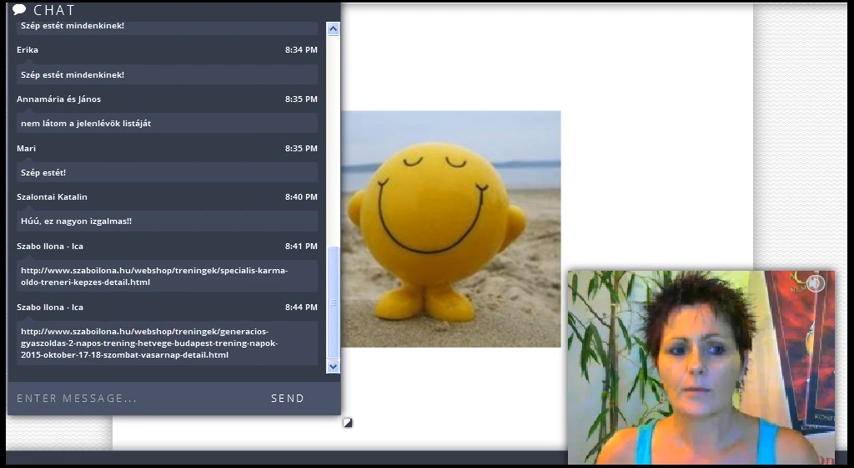 CHAT
Szép estét mindenkinek!
Erika 8:34 PM
Szép estét mindenkinek!
Annamária és János 8:35 PM
nem látom a jelenlévök listáját
Mari 8:35 PM
Szép estét!
Szalontai Katalin 8:40 PM
Húú, ez nagyon izgalmas!!
Szabo Ilona - Ica 8:41 PM
http://www.szaboilona.hu/webshop/treningek/specialis-karma-
oldo-treneri-kepzes-detail.html
Szabo Ilona - Ica 8:44 PM
http://www.szaboilona.hu/webshop/treningek/generacios-
gyaszoldas-2-napos-trening-hetvege-budapest-trening-napok-
2015-oktober-17-18-szombat-vasarnap-detail.html
ENTER MESSAGE... SEND